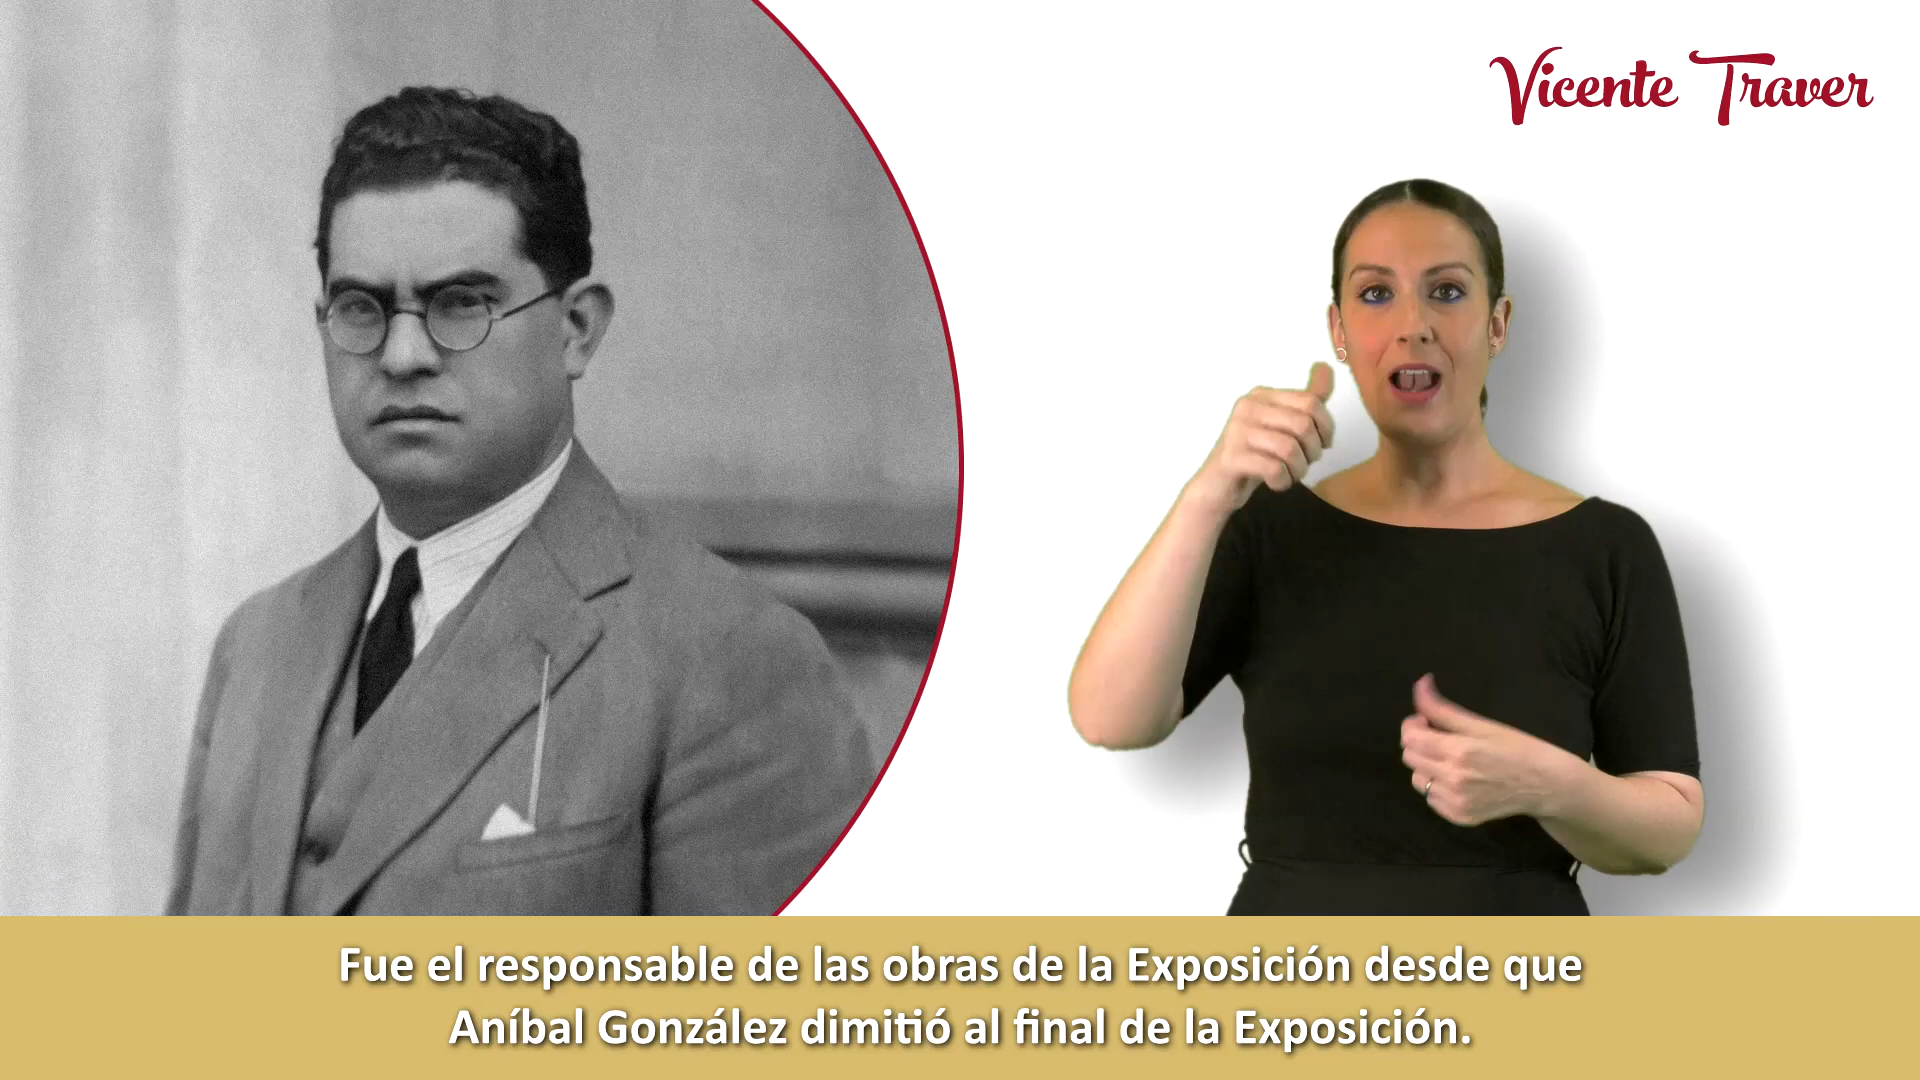 Vicente Traver
Fue el responsable de las obras de la Exposición desde que
Aníbal González dimitió al final de la Exposición.